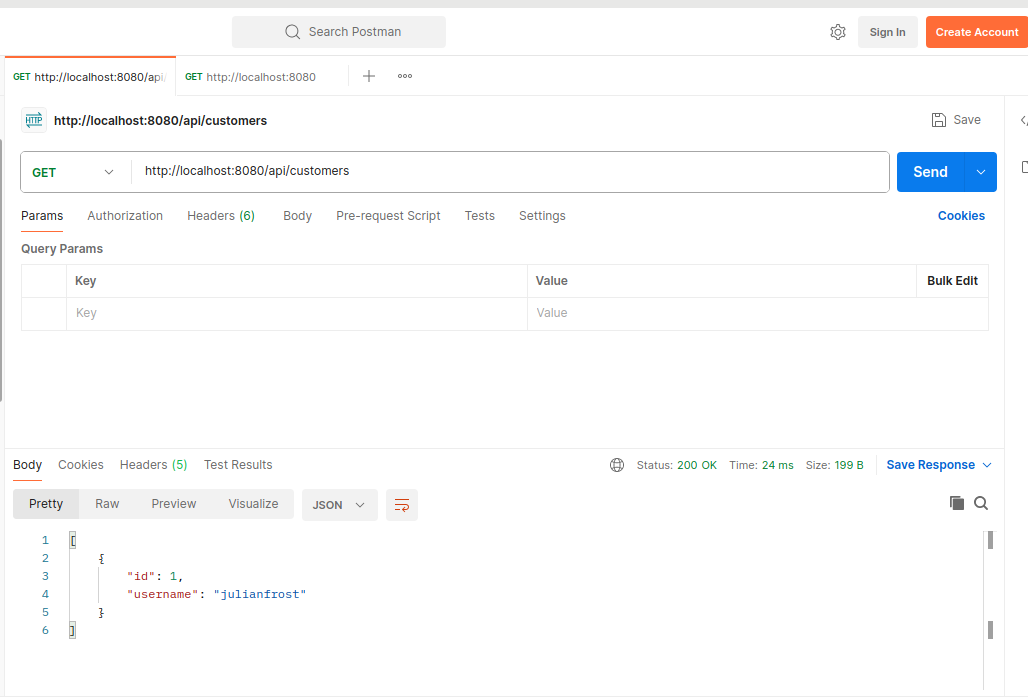 Search Postman
Sign In
Create Account
GET http://localhost:8080/api/
GET http://localhost:8080
HTTP http://localhost:8080/api/customers
Save
GET http://localhost:8080/api/customers
Send
Params Authorization Headers (6) Body Pre-request Script Tests Settings Cookies
Query Params
Key Value Bulk Edit
Key Value
Body Cookies Headers (5) Test Results Status: 200 OK Time: 24 ms Size: 199 B Save Response
Pretty Raw Preview Visualize JSON
1 [
2 {
3 "id": 1,
4 "username": "julianfrost"
5 }
6 ]